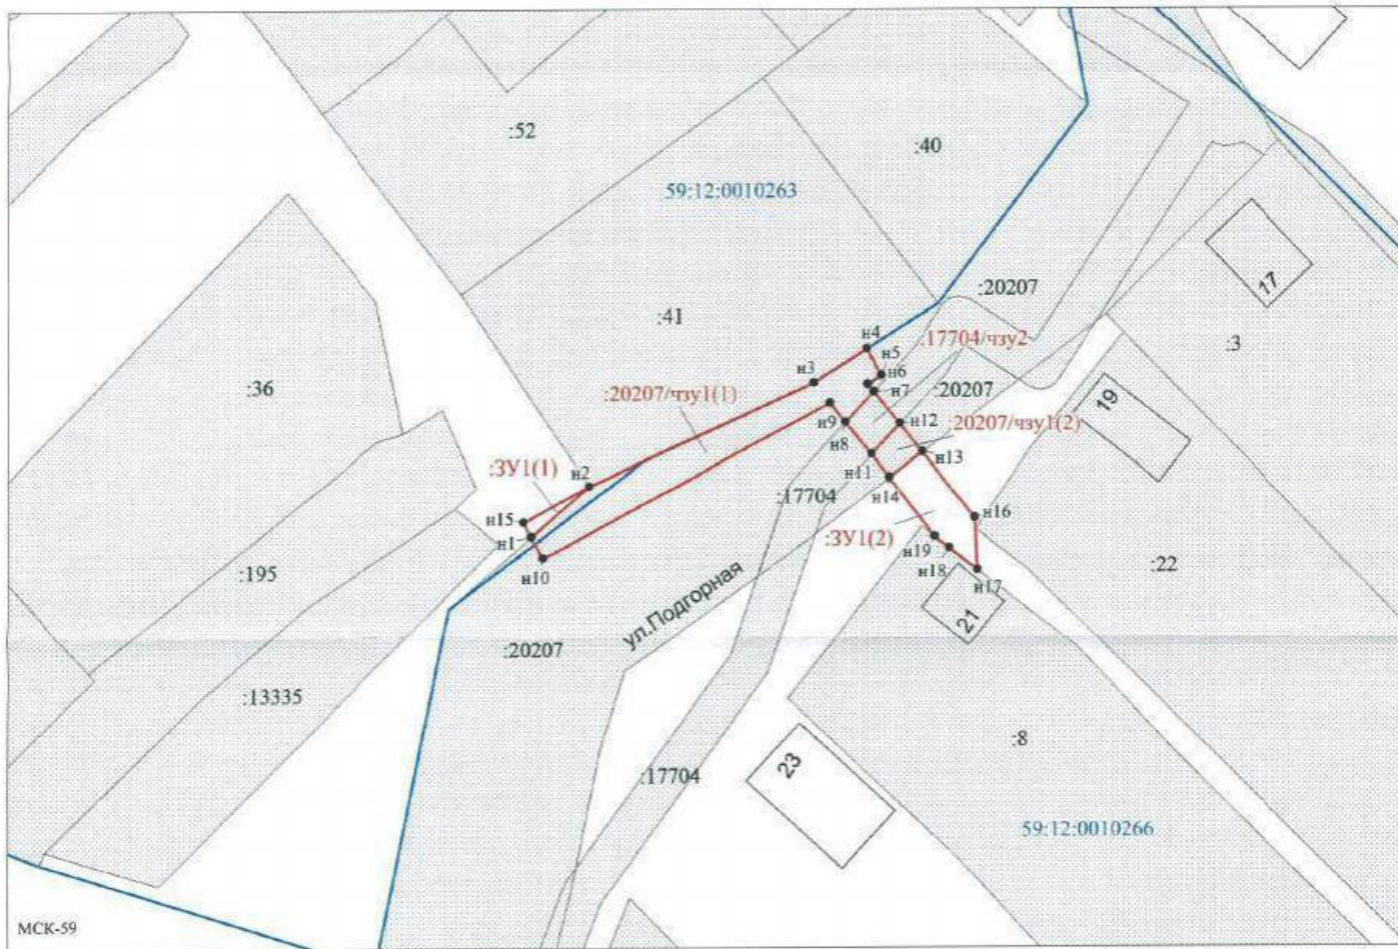 :52
:40
59:12:0010263
17
:20207
:41
н4
:17704/чзу2
:3
н5
н6
н3
:36
:20207/чзу1(1)
н7
:20207
19
н9
н12
:20207/чзу1(2)
н8
н13
:ЗУ1(1)
н2
н11
:17704
н14
н15
н16
н1
:ЗУ1(2)
н19
н10
н18
:22
:195
н17
ул.Подгорная
21
:20207
:13335
:8
23
:17704
59:12:0010266
МСК-59